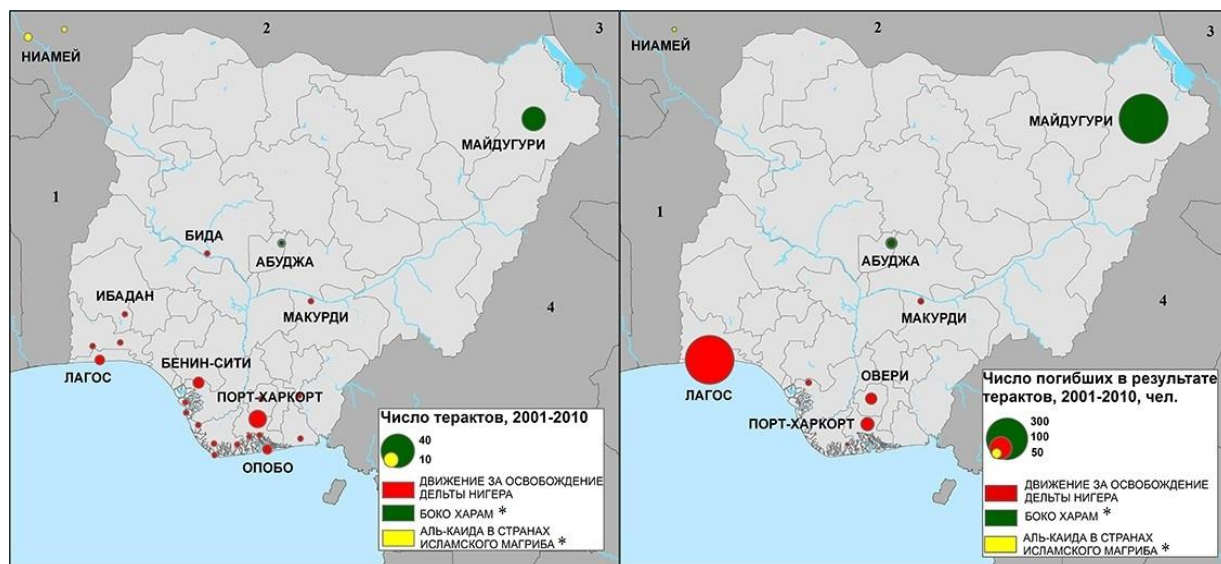 2
3
НИАМЕЙ
МАЙДУГУРИ
1
БИДА
АБУДЖА
4
ИБАДАН
МАКУРДИ
БЕНИН-СИТИ
ЛАГОС
ПОРТ-ХАРКОРТ
ОПОБО
Число терактов, 2001-2010
40
10
ДВИЖЕНИЕ ЗА ОСВОБОЖДЕНИЕ
ДЕЛЬТЫ НИГЕРА
БОКО ХАРАМ *
АЛЬ-КАИДА В СТРАНАХ
ИСЛАМСКОГО МАГРИБА *
2
3
НИАМЕЙ
МАЙДУГУРИ
1
АБУДЖА
4
МАКУРДИ
ЛАГОС
ОВЕРИ
ПОРТ-ХАРКОРТ
Число погибших в результате
терактов, 2001-2010, чел.
300
100
50
ДВИЖЕНИЕ ЗА ОСВОБОЖДЕНИЕ
ДЕЛЬТЫ НИГЕРА
БОКО ХАРАМ *
АЛЬ-КАИДА В СТРАНАХ
ИСЛАМСКОГО МАГРИБА *